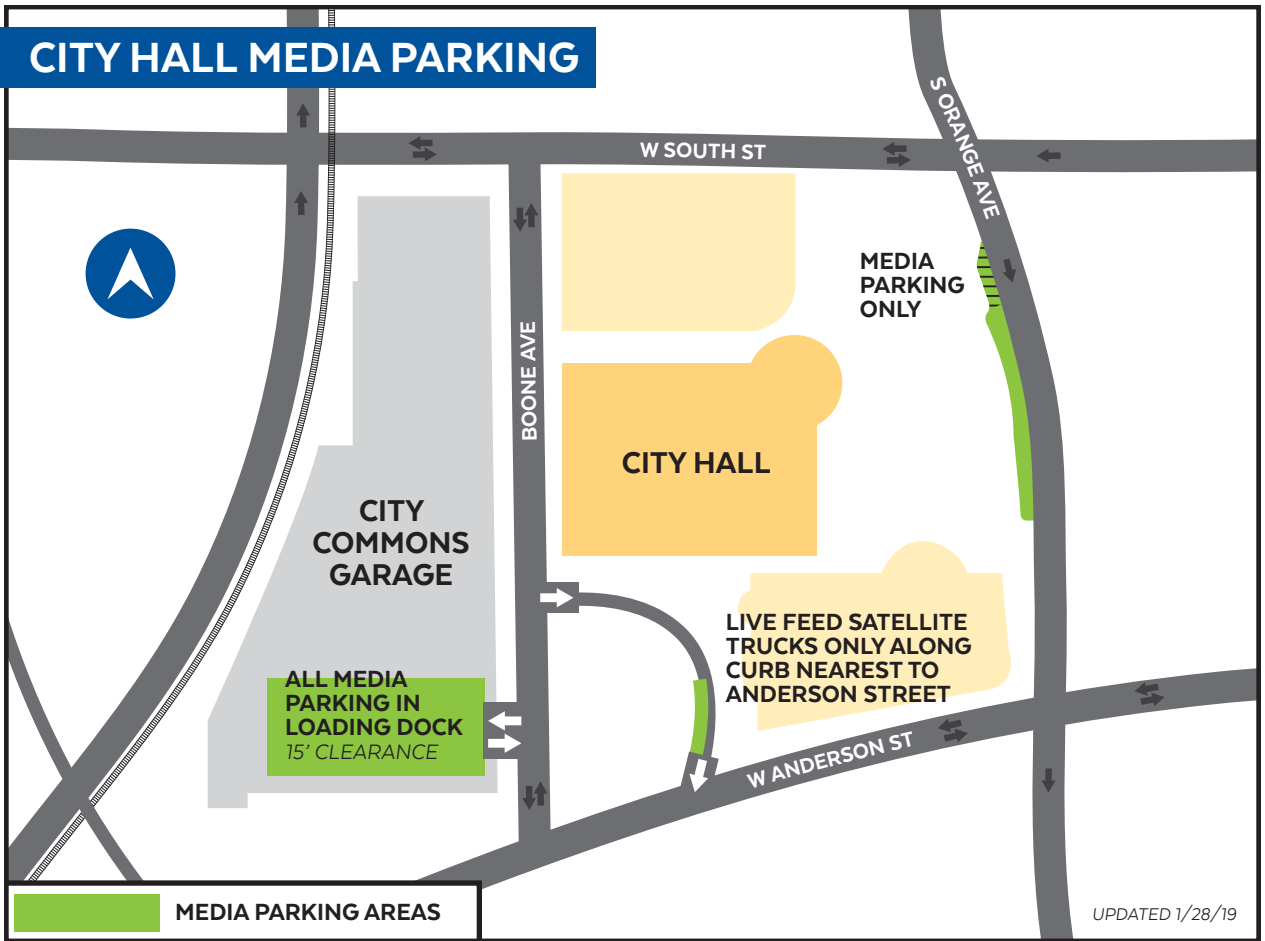 CITY HALL MEDIA PARKING
W SOUTH ST
S ORANGE AVE
MEDIA
PARKING
ONLY
BOONE AVE
CITY HALL
CITY
COMMONS
GARAGE
LIVE FEED SATELLITE
TRUCKS ONLY ALONG
CURB NEAREST TO
ANDERSON STREET
ALL MEDIA
PARKING IN
LOADING DOCK
15’ CLEARANCE
W ANDERSON ST
MEDIA PARKING AREAS
UPDATED 1/28/19